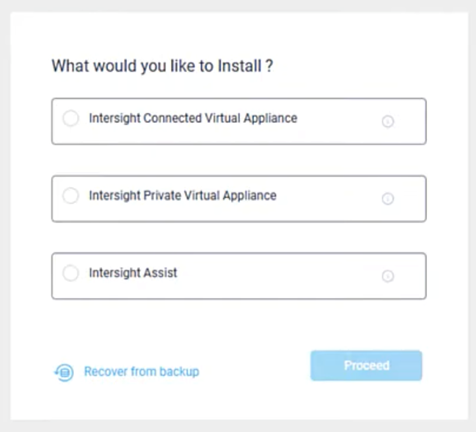 What would you like to Install ?
Intersight Connected Virtual Appliance
Intersight Private Virtual Appliance
Intersight Assist
Recover from backup
Proceed